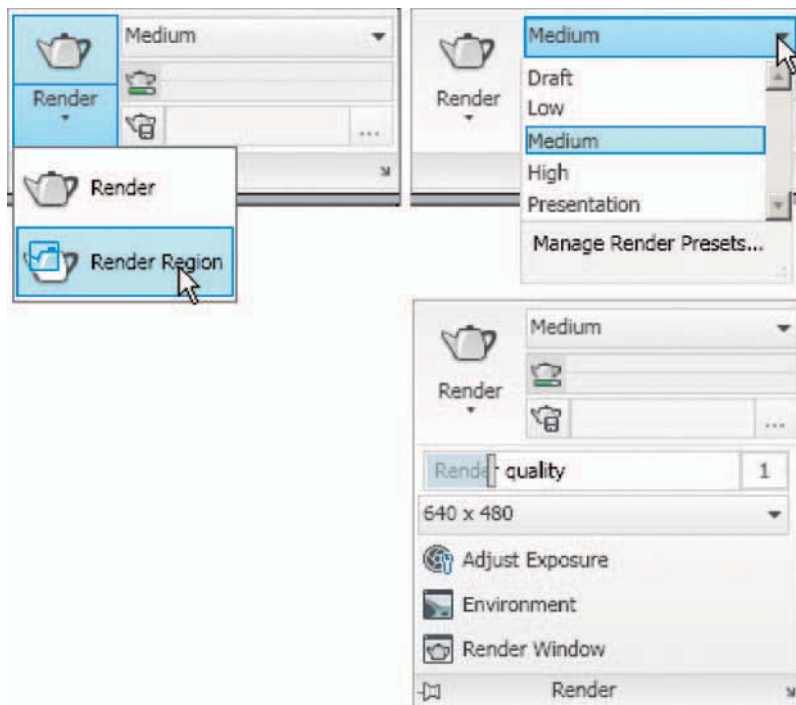 Medium
Render
...
Render
Render Region
Medium
Render
Draft
Low
Medium
High
Presentation
Manage Render Presets...
Medium
Render
...
Render quality 1
640 x 480
Adjust Exposure
Environment
Render Window
Render